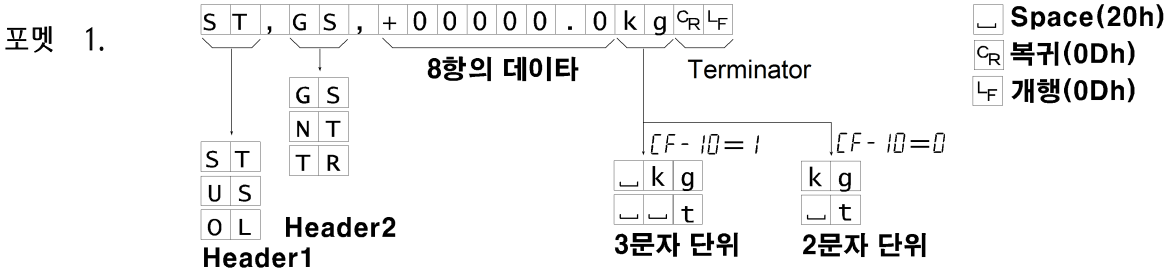 포멧 1.
ST,GS,+00000.0kgCRLF
␣ Space(20h)
CR 복귀(0Dh)
LF 개행(0Dh)
8항의 데이타
Terminator
GS
NT
TR
Header2
ST
US
OL
Header1
CF-10=1
␣kg
␣␣t
3문자 단위
CF-10=0
kg
␣t
2문자 단위